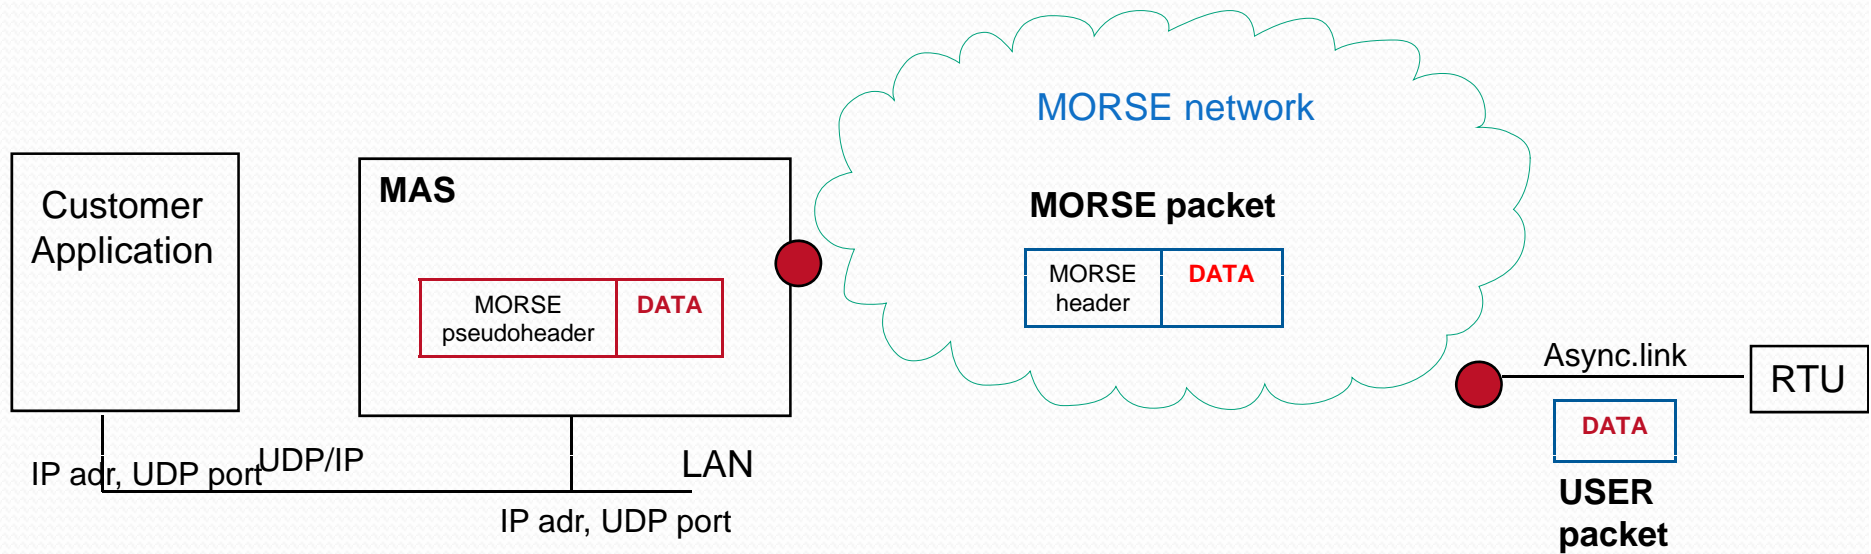 Customer
Application
IP adr, UDP port
UDP/IP
LAN
IP adr, UDP port
MAS
MORSE
pseudoheader
DATA
MORSE network
MORSE packet
MORSE
header
DATA
Async.link
RTU
DATA
USER
packet